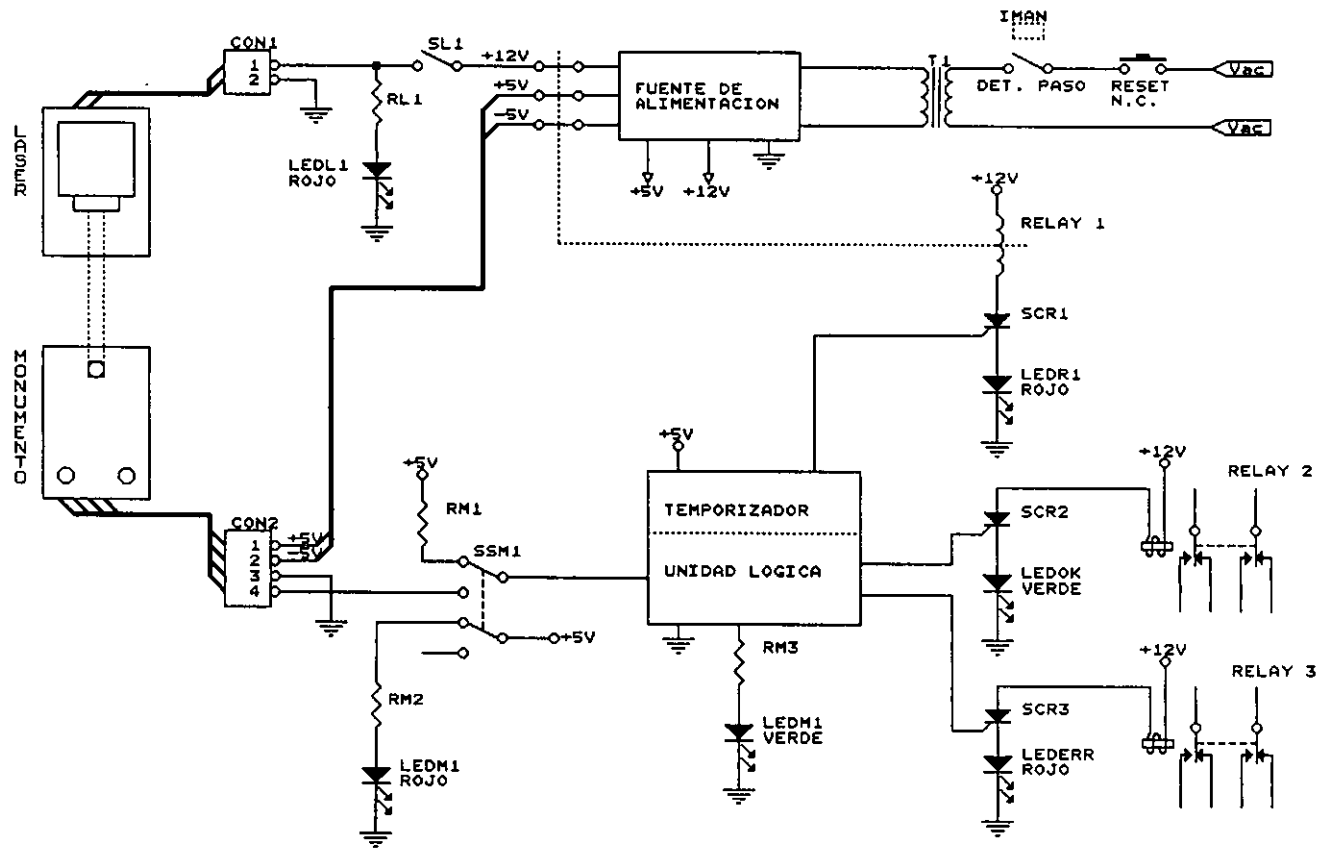 IMAN
CON1
1
2
SL1
+12V
+5V
-5V
FUENTE DE
ALIMENTACION
T1
DET. PASO
RESET
N.C.
Vac
Vac
LASER
RL1
LEDL1
ROJO
+5V
+12V
+12V
RELAY 1
SCR1
LEDR1
ROJO
MONUMENTO
+5V
RM1
SSM1
CON2
1
2
3
4
+5V
-5V
+5V
TEMPORIZADOR
UNIDAD LOGICA
+5V
RM2
LEDM1
ROJO
RM3
LEDM1
VERDE
+12V
RELAY 2
SCR2
LEDOK
VERDE
+12V
RELAY 3
SCR3
LEDERR
ROJO